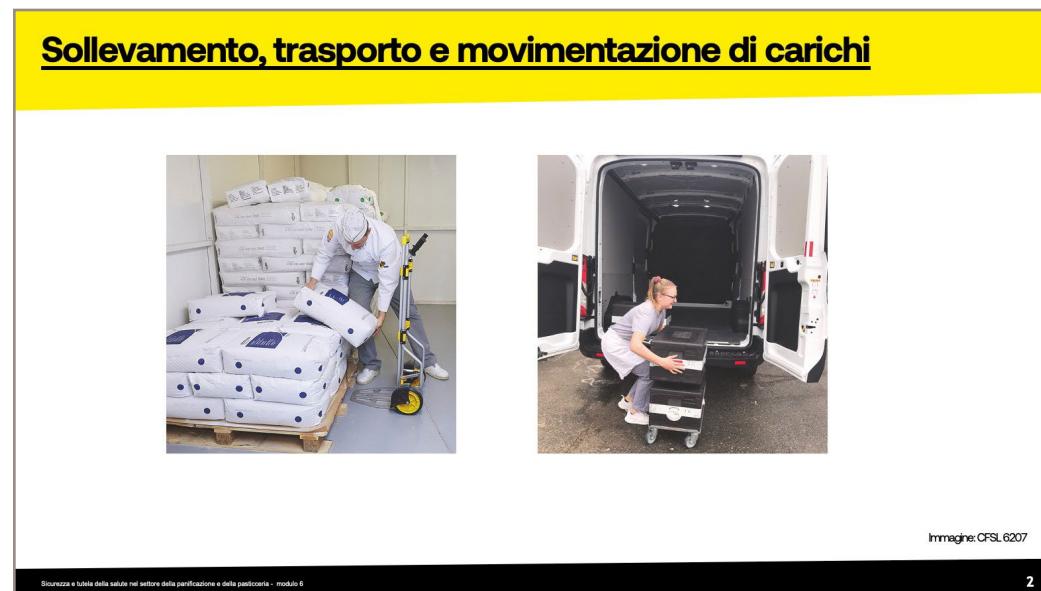 Sollevamento, trasporto e movimentazione di carichi
Immagine: CFSL 6207
Sicurezza e tutela della salute nel settore della panificazione e della pasticceria - modulo 6
2